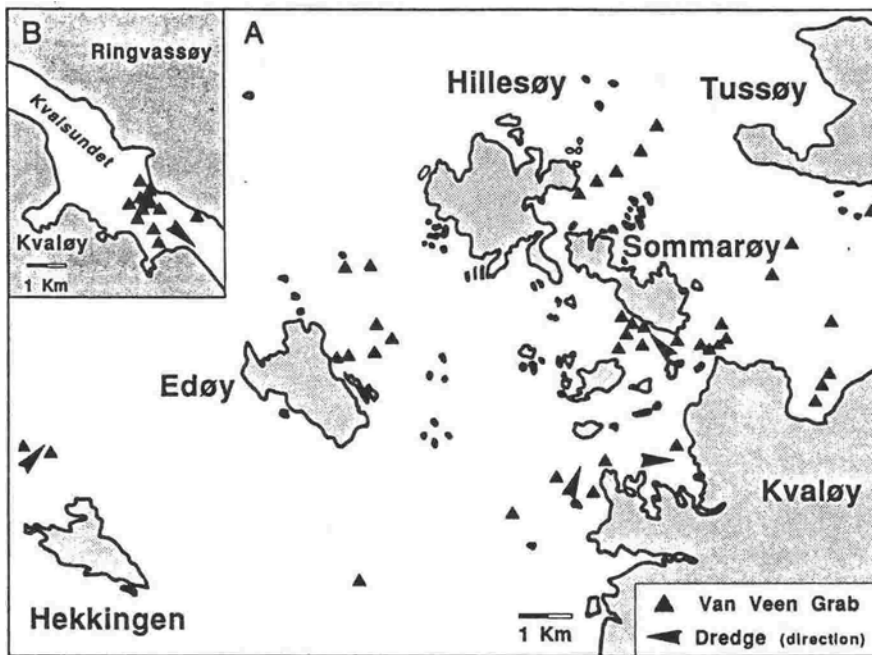 B
Ringvassøy
Kvalsundet
Kvaløy
1 Km
A
Hillesøy
Tussøy
Sommarøy
Edøy
Kvaløy
Hekkingen
1 Km
Van Veen Grab
Dredge (direction)